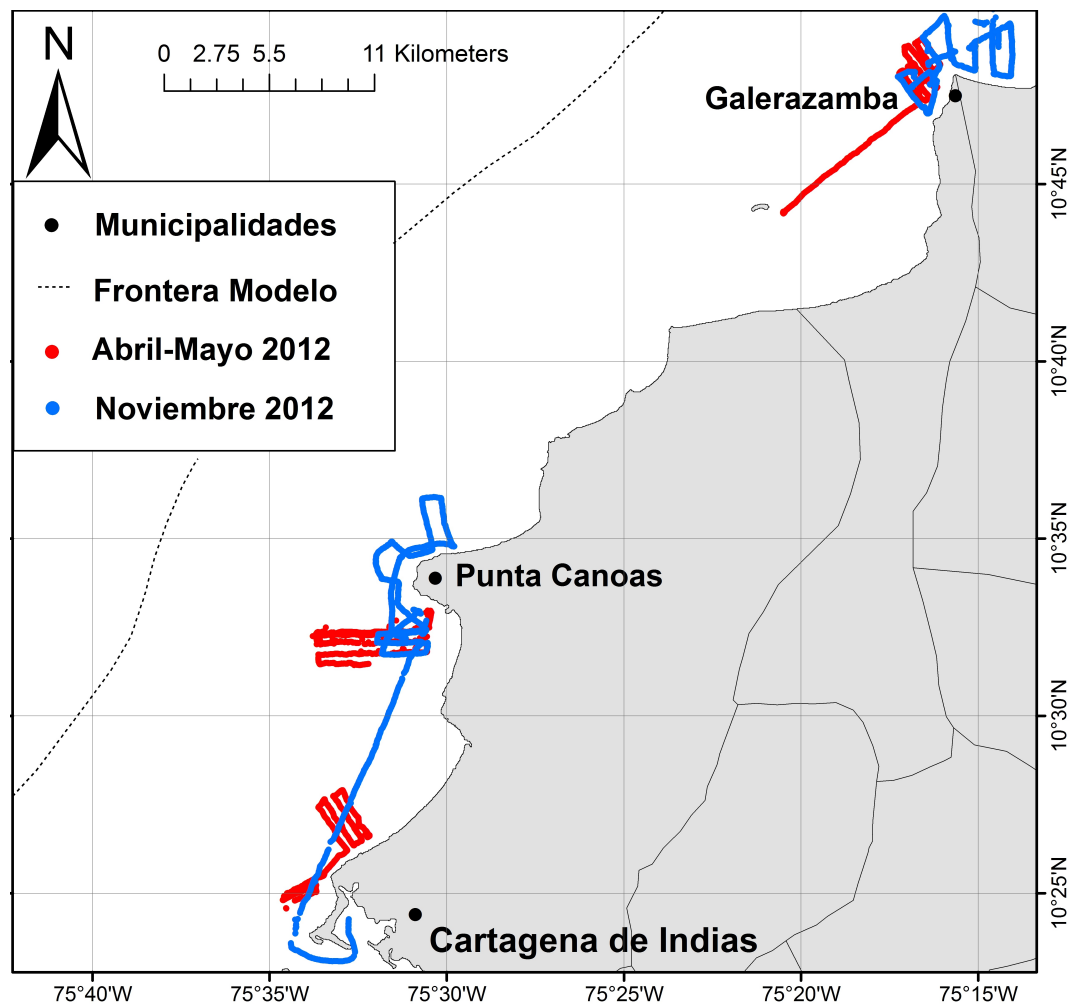 N
0 2.75 5.5 11 Kilometers
Galerazamba
Municipalidades
Frontera Modelo
Abril-Mayo 2012
Noviembre 2012
Punta Canoas
Cartagena de Indias
10°45'N
10°40'N
10°35'N
10°30'N
10°25'N
75°40'W 75°35'W 75°30'W 75°25'W 75°20'W 75°15'W